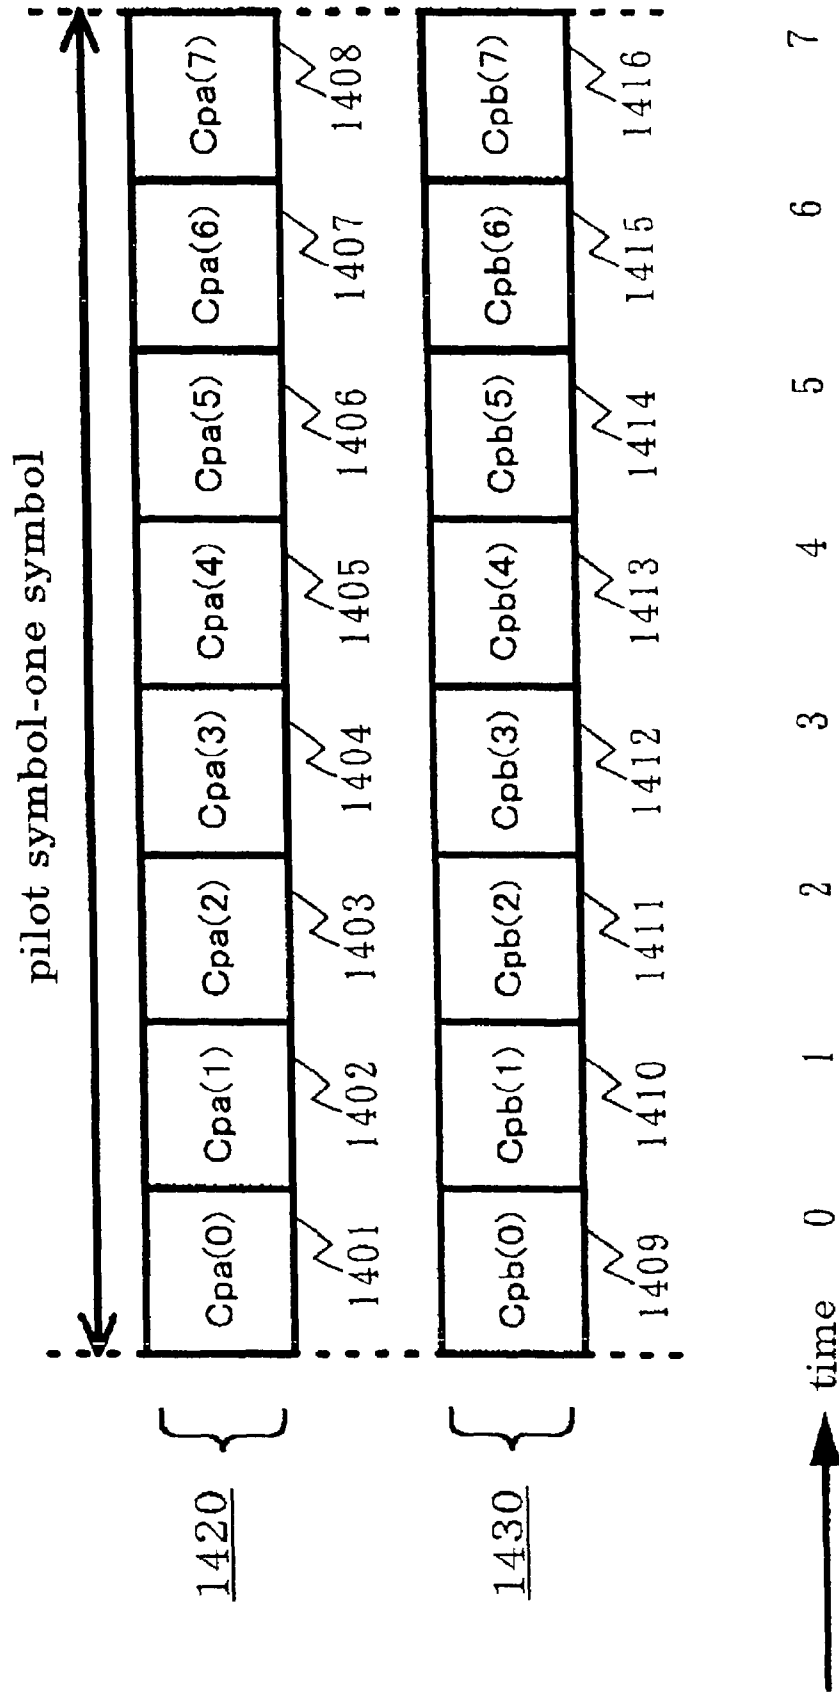 pilot symbol-one symbol
1420
Cpa(0) Cpa(1) Cpa(2) Cpa(3) Cpa(4) Cpa(5) Cpa(6) Cpa(7)
1401 1402 1403 1404 1405 1406 1407 1408
1430
Cpb(0) Cpb(1) Cpb(2) Cpb(3) Cpb(4) Cpb(5) Cpb(6) Cpb(7)
1409 1410 1411 1412 1413 1414 1415 1416
time 0 1 2 3 4 5 6 7